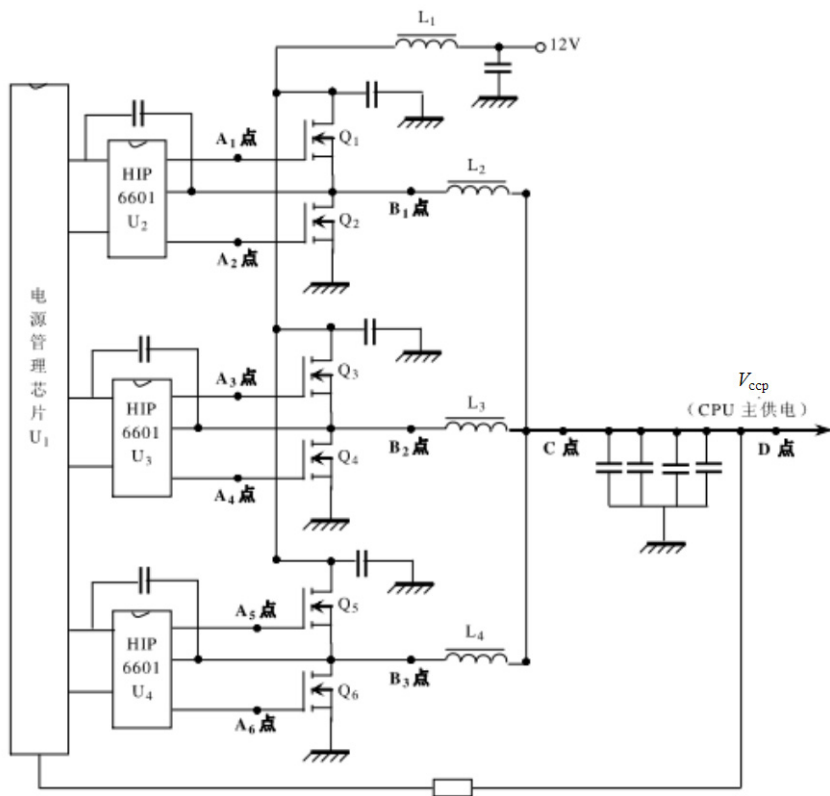 L₁
12V
A₁点
Q₁
HIP
6601
U₂
L₂
B₁点
A₂点
Q₂
电源管理芯片U₁
A₃点
Q₃
HIP
6601
U₃
L₃
B₂点
A₄点
Q₄
Vccp
(CPU 主供电)
C 点
D 点
A₅点
Q₅
HIP
6601
U₄
L₄
B₃点
A₆点
Q₆